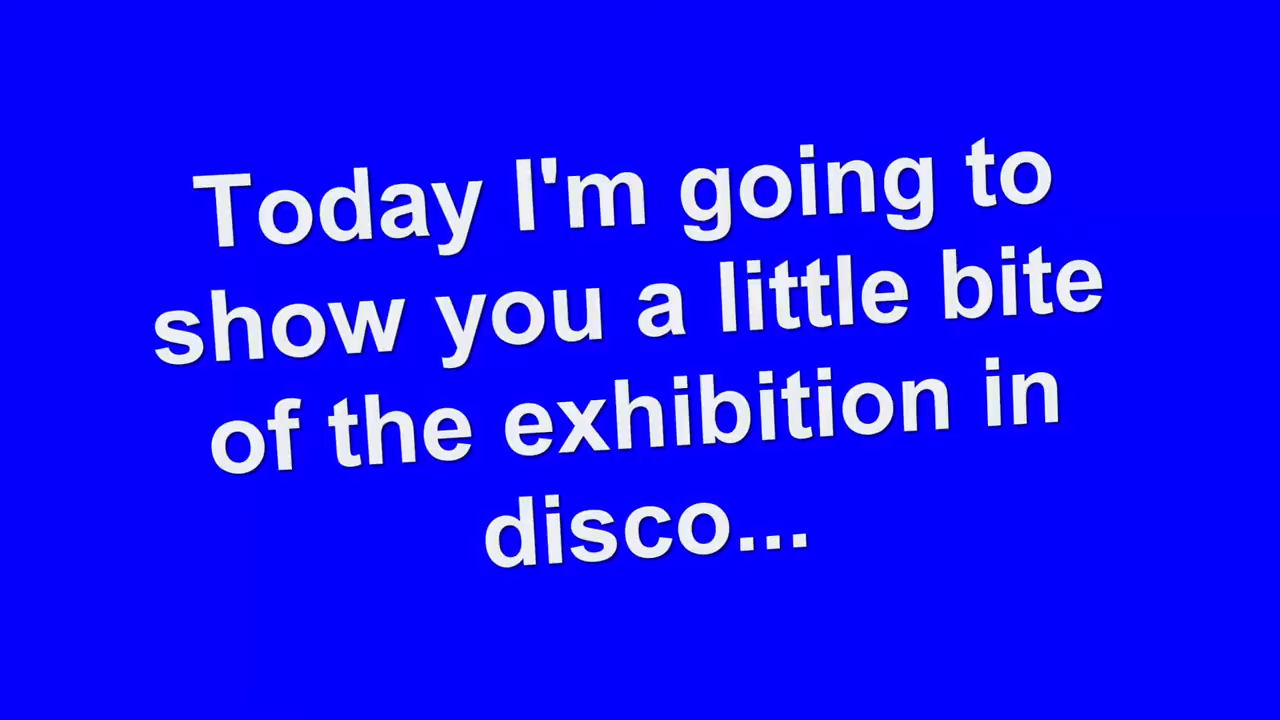 Today I'm going to
show you a little bite
of the exhibition in
disco...